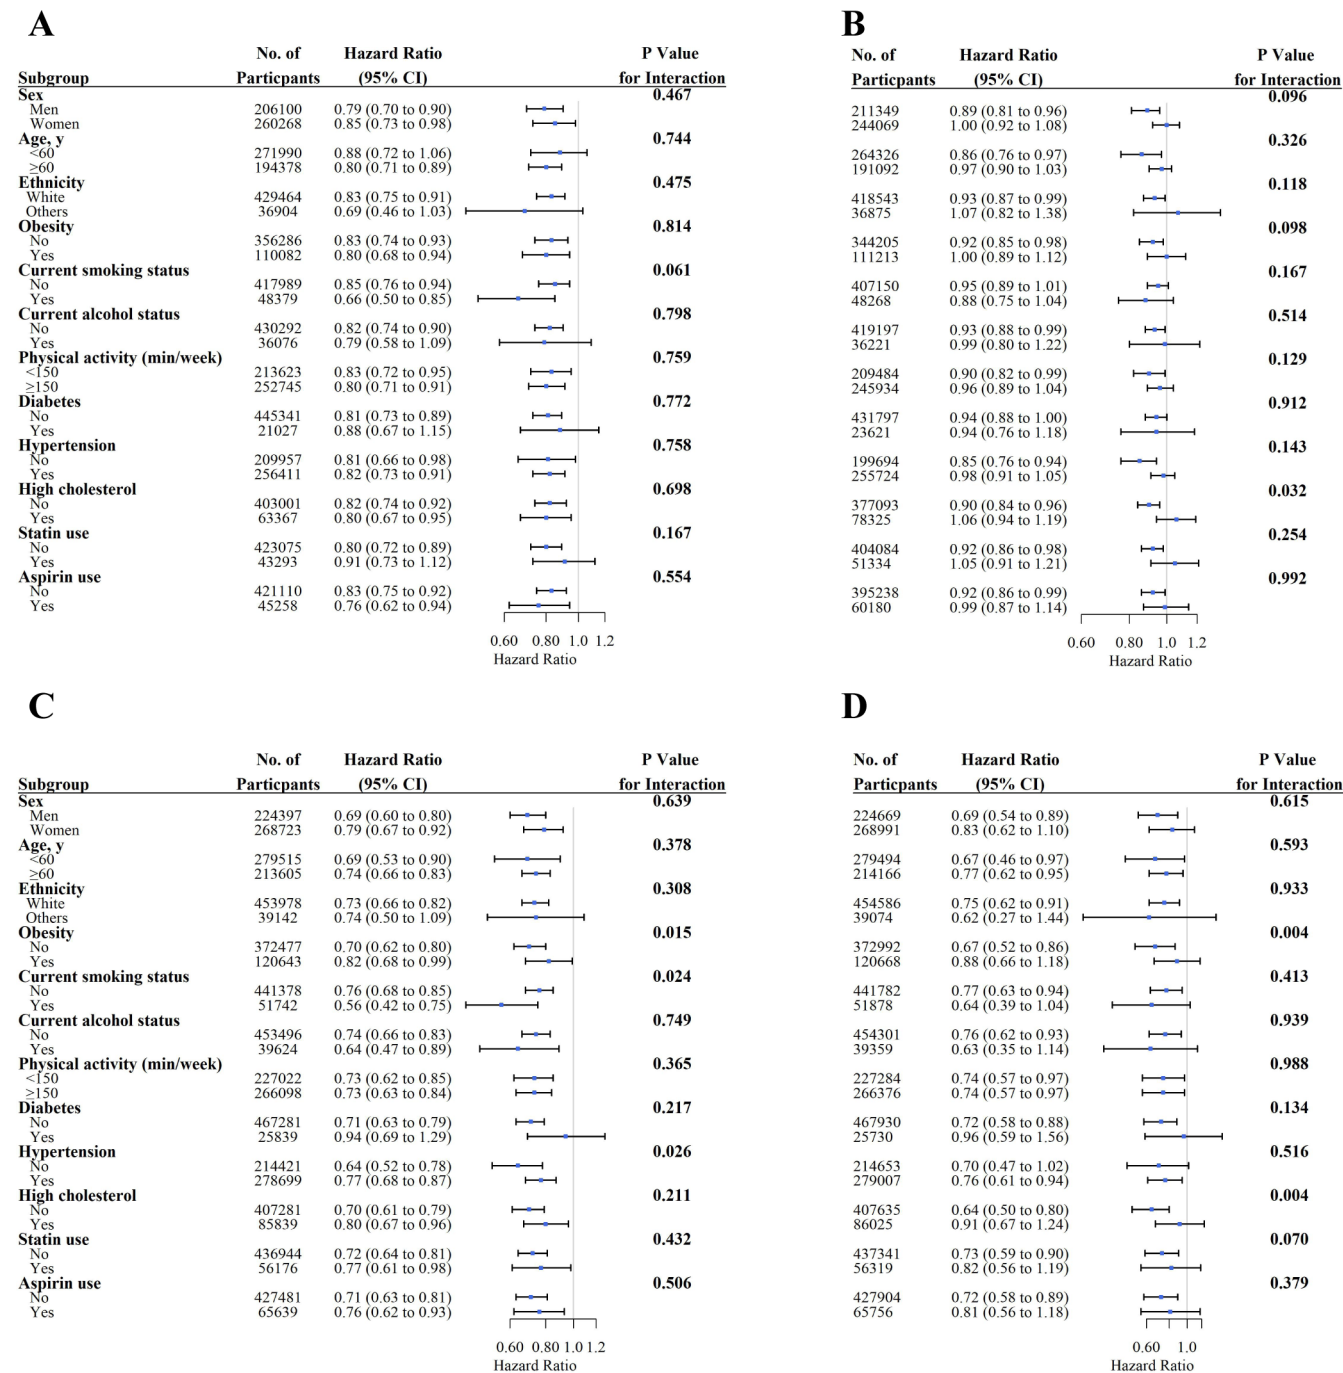 A
No. of Hazard Ratio P Value
Subgroup Particpants (95% CI) for Interaction
Sex 0.467
Men 206100 0.79 (0.70 to 0.90)
Women 260268 0.85 (0.73 to 0.98)
Age, y 0.744
<60 271990 0.88 (0.72 to 1.06)
≥60 194378 0.80 (0.71 to 0.89)
Ethnicity 0.475
White 429464 0.83 (0.75 to 0.91)
Others 36904 0.69 (0.46 to 1.03)
Obesity 0.814
No 356286 0.83 (0.74 to 0.93)
Yes 110082 0.80 (0.68 to 0.94)
Current smoking status 0.061
No 417989 0.85 (0.76 to 0.94)
Yes 48379 0.66 (0.50 to 0.85)
Current alcohol status 0.798
No 430292 0.82 (0.74 to 0.90)
Yes 36076 0.79 (0.58 to 1.09)
Physical activity (min/week) 0.759
<150 213623 0.83 (0.72 to 0.95)
≥150 252745 0.80 (0.71 to 0.91)
Diabetes 0.772
No 445341 0.81 (0.73 to 0.89)
Yes 21027 0.88 (0.67 to 1.15)
Hypertension 0.758
No 209957 0.81 (0.66 to 0.98)
Yes 256411 0.82 (0.73 to 0.91)
High cholesterol 0.698
No 403001 0.82 (0.74 to 0.92)
Yes 63367 0.80 (0.67 to 0.95)
Statin use 0.167
No 423075 0.80 (0.72 to 0.89)
Yes 43293 0.91 (0.73 to 1.12)
Aspirin use 0.554
No 421110 0.83 (0.75 to 0.92)
Yes 45258 0.76 (0.62 to 0.94)
0.60 0.80 1.0 1.2
Hazard Ratio
B
No. of Hazard Ratio P Value
Particpants (95% CI) for Interaction
0.096
211349 0.89 (0.81 to 0.96)
244069 1.00 (0.92 to 1.08)
0.326
264326 0.86 (0.76 to 0.97)
191092 0.97 (0.90 to 1.03)
0.118
418543 0.93 (0.87 to 0.99)
36875 1.07 (0.82 to 1.38)
0.098
344205 0.92 (0.85 to 0.98)
111213 1.00 (0.89 to 1.12)
0.167
407150 0.95 (0.89 to 1.01)
48268 0.88 (0.75 to 1.04)
0.514
419197 0.93 (0.88 to 0.99)
36221 0.99 (0.80 to 1.22)
0.129
209484 0.90 (0.82 to 0.99)
245934 0.96 (0.89 to 1.04)
0.912
431797 0.94 (0.88 to 1.00)
23621 0.94 (0.76 to 1.18)
0.143
199694 0.85 (0.76 to 0.94)
255724 0.98 (0.91 to 1.05)
0.032
377093 0.90 (0.84 to 0.96)
78325 1.06 (0.94 to 1.19)
0.254
404084 0.92 (0.86 to 0.98)
51334 1.05 (0.91 to 1.21)
0.992
395238 0.92 (0.86 to 0.99)
60180 0.99 (0.87 to 1.14)
0.60 0.80 1.0 1.2
Hazard Ratio
C
No. of Hazard Ratio P Value
Subgroup Particpants (95% CI) for Interaction
Sex 0.639
Men 224397 0.69 (0.60 to 0.80)
Women 268723 0.79 (0.67 to 0.92)
Age, y 0.378
<60 279515 0.69 (0.53 to 0.90)
≥60 213605 0.74 (0.66 to 0.83)
Ethnicity 0.308
White 453978 0.73 (0.66 to 0.82)
Others 39142 0.74 (0.50 to 1.09)
Obesity 0.015
No 372477 0.70 (0.62 to 0.80)
Yes 120643 0.82 (0.68 to 0.99)
Current smoking status 0.024
No 441378 0.76 (0.68 to 0.85)
Yes 51742 0.56 (0.42 to 0.75)
Current alcohol status 0.749
No 453496 0.74 (0.66 to 0.83)
Yes 39624 0.64 (0.47 to 0.89)
Physical activity (min/week) 0.365
<150 227022 0.73 (0.62 to 0.85)
≥150 266098 0.73 (0.63 to 0.84)
Diabetes 0.217
No 467281 0.71 (0.63 to 0.79)
Yes 25839 0.94 (0.69 to 1.29)
Hypertension 0.026
No 214421 0.64 (0.52 to 0.78)
Yes 278699 0.77 (0.68 to 0.87)
High cholesterol 0.211
No 407281 0.70 (0.61 to 0.79)
Yes 85839 0.80 (0.67 to 0.96)
Statin use 0.432
No 436944 0.72 (0.64 to 0.81)
Yes 56176 0.77 (0.61 to 0.98)
Aspirin use 0.506
No 427481 0.71 (0.63 to 0.81)
Yes 65639 0.76 (0.62 to 0.93)
0.60 0.80 1.0 1.2
Hazard Ratio
D
No. of Hazard Ratio P Value
Particpants (95% CI) for Interaction
0.615
224669 0.69 (0.54 to 0.89)
268991 0.83 (0.62 to 1.10)
0.593
279494 0.67 (0.46 to 0.97)
214166 0.77 (0.62 to 0.95)
0.933
454586 0.75 (0.62 to 0.91)
39074 0.62 (0.27 to 1.44)
0.004
372992 0.67 (0.52 to 0.86)
120668 0.88 (0.66 to 1.18)
0.413
441782 0.77 (0.63 to 0.94)
51878 0.64 (0.39 to 1.04)
0.939
454301 0.76 (0.62 to 0.93)
39359 0.63 (0.35 to 1.14)
0.988
227284 0.74 (0.57 to 0.97)
266376 0.74 (0.57 to 0.97)
0.134
467930 0.72 (0.58 to 0.88)
25730 0.96 (0.59 to 1.56)
0.516
214653 0.70 (0.47 to 1.02)
279007 0.76 (0.61 to 0.94)
0.004
407635 0.64 (0.50 to 0.80)
86025 0.91 (0.67 to 1.24)
0.070
437341 0.73 (0.59 to 0.90)
56319 0.82 (0.56 to 1.19)
0.379
427904 0.72 (0.58 to 0.89)
65756 0.81 (0.56 to 1.18)
0.60 1.0
Hazard Ratio